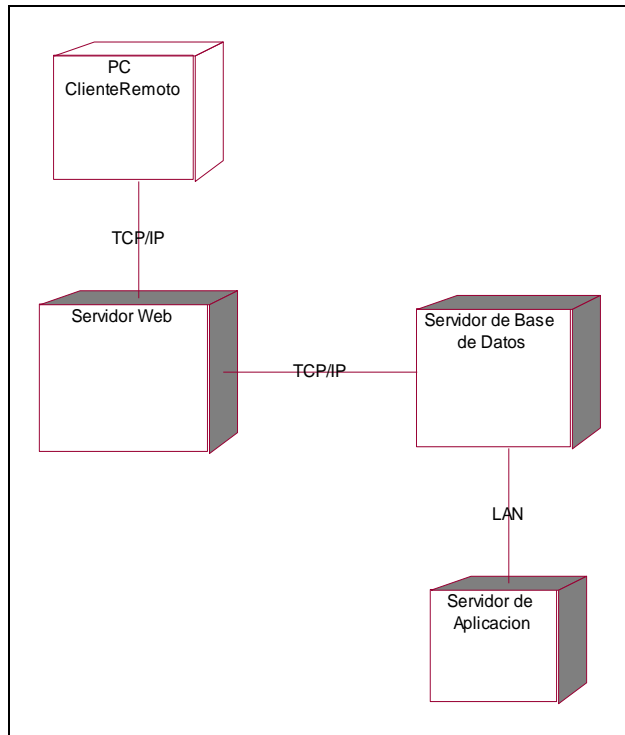 PC
ClienteRemoto
TCP/IP
Servidor Web
TCP/IP
Servidor de Base
de Datos
LAN
Servidor de
Aplicacion